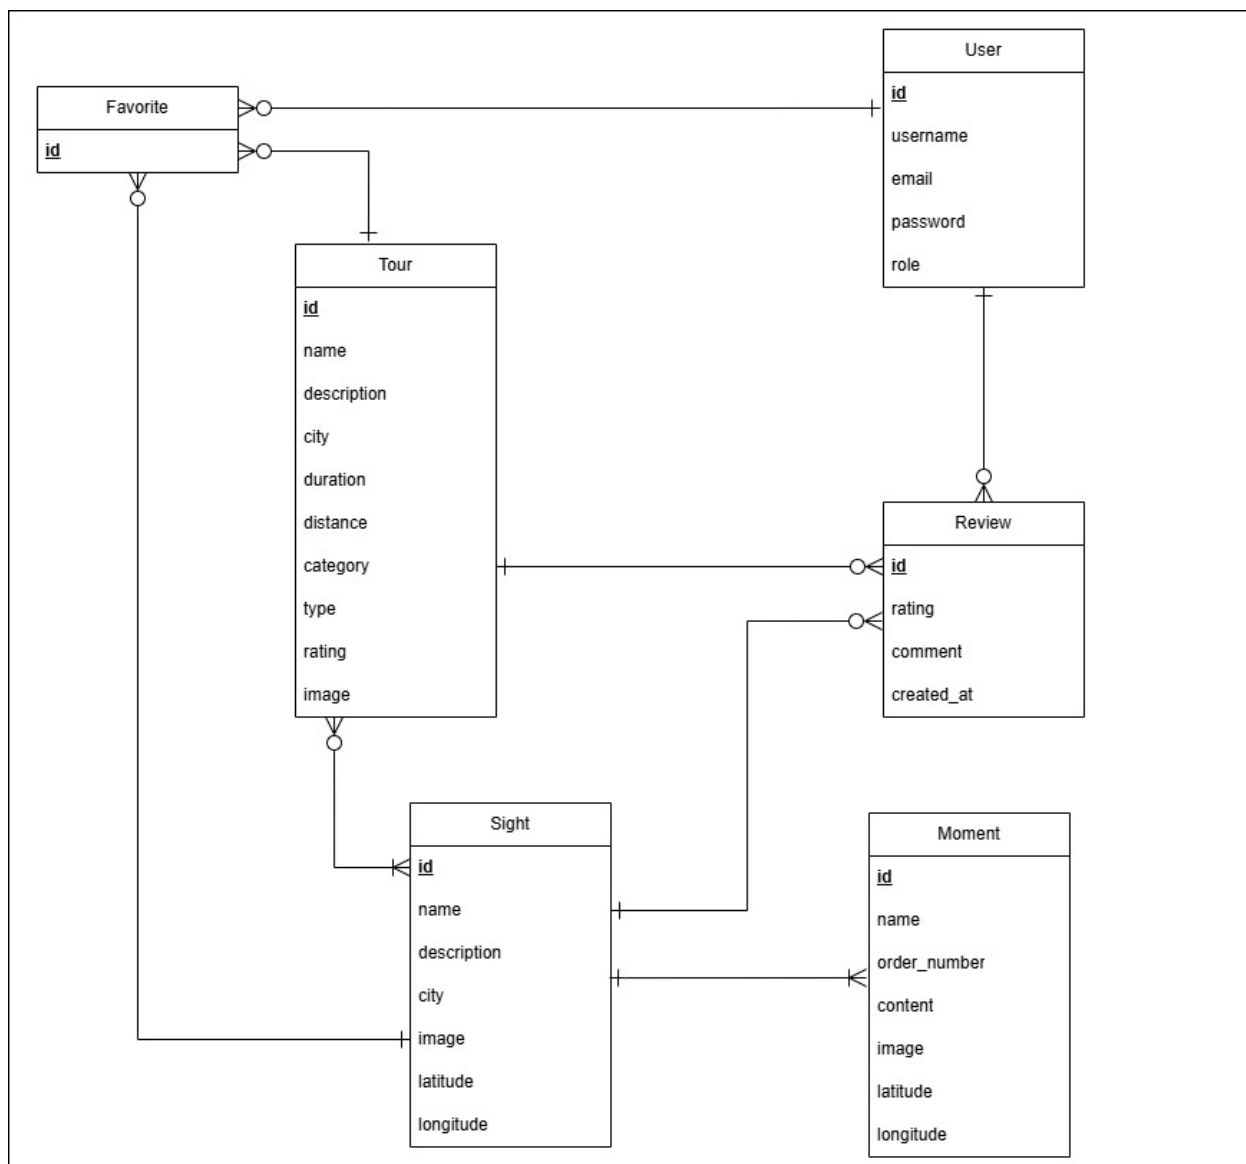 User
id
username
email
password
role
Favorite
id
Tour
id
name
description
city
duration
distance
category
type
rating
image
Review
id
rating
comment
created_at
Sight
id
name
description
city
image
latitude
longitude
Moment
id
name
order_number
content
image
latitude
longitude